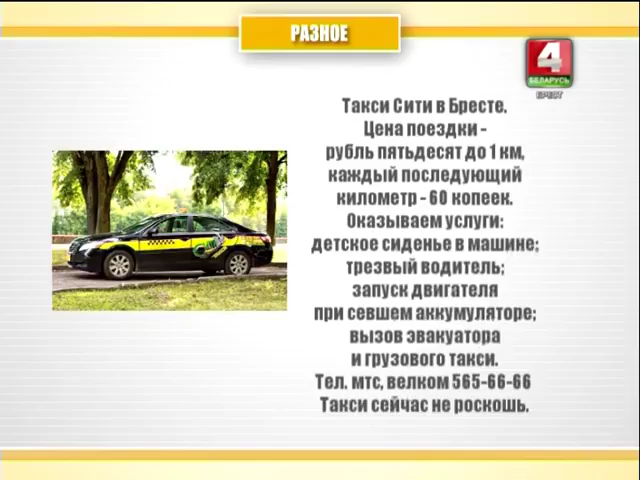 РАЗНОЕ
4
БЕЛАРУСЬ
БРЕСТ
Такси Сити в Бресте.
Цена поездки -
рубль пятьдесят до 1 км,
каждый последующий
километр - 60 копеек.
Оказываем услуги:
детское сиденье в машине;
трезвый водитель;
запуск двигателя
при севшем аккумуляторе;
вызов эвакуатора
и грузового такси.
Тел. мтс, велком 565-66-66
Такси сейчас не роскошь.